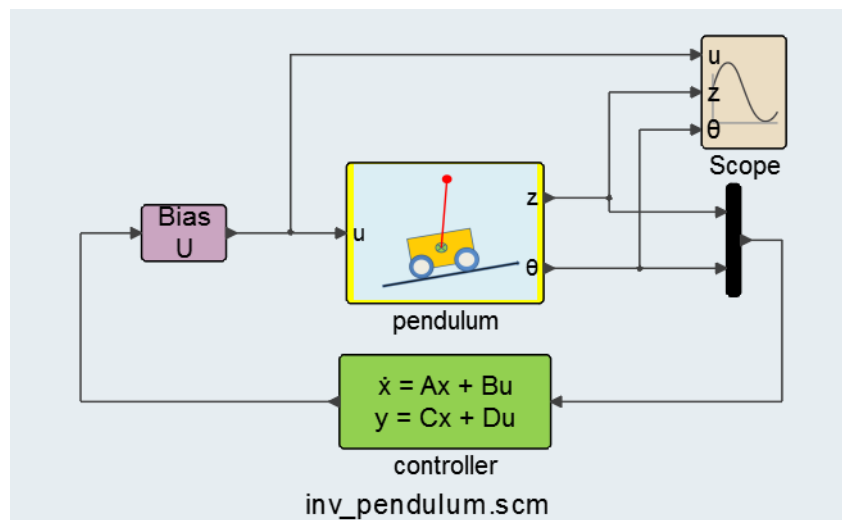 u
z
θ
Scope
Bias
U
u
z
θ
pendulum
ẋ = Ax + Bu
y = Cx + Du
controller
inv_pendulum.scm